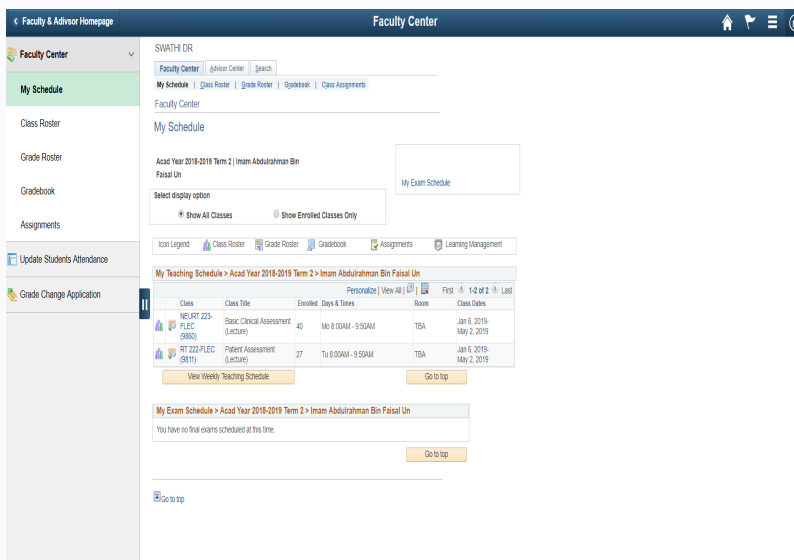 Faculty & Adivsor Homepage
Faculty Center
Faculty Center
My Schedule
Class Roster
Grade Roster
Gradebook
Assignments
Update Students Attendance
Grade Change Application
SWATHI DR
Faculty Center Advisor Center Search
My Schedule | Class Roster | Grade Roster | Gradebook | Class Assignments
Faculty Center
My Schedule
Acad Year 2018-2019 Term 2 | Imam Abdulrahman Bin
Faisal Un
My Exam Schedule
Select display option
Show All Classes Show Enrolled Classes Only
Icon Legend Class Roster Grade Roster Gradebook Assignments Learning Management
My Teaching Schedule > Acad Year 2018-2019 Term 2 > Imam Abdulrahman Bin Faisal Un
Personalize | View All | | First 1-2 of 2 Last
Class Class Title Enrolled Days & Times Room Class Dates
NEURT 223-
FLEC
(9860)
Basic Clinical Assessment
(Lecture)
40 Mo 8:00AM - 9:50AM TBA
Jan 6, 2019-
May 2, 2019
RT 222-FLEC
(9811)
Patient Assessment
(Lecture)
27 Tu 8:00AM - 9:50AM TBA
Jan 6, 2019-
May 2, 2019
View Weekly Teaching Schedule Go to top
My Exam Schedule > Acad Year 2018-2019 Term 2 > Imam Abdulrahman Bin Faisal Un
You have no final exams scheduled at this time.
Go to top
Go to top